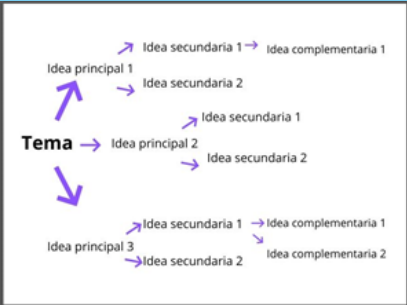 Idea secundaria 1
Idea complementaria 1
Idea principal 1
Idea secundaria 2
Idea secundaria 1
Tema
Idea principal 2
Idea secundaria 2
Idea secundaria 1
Idea complementaria 1
Idea principal 3
Idea complementaria 2
Idea secundaria 2